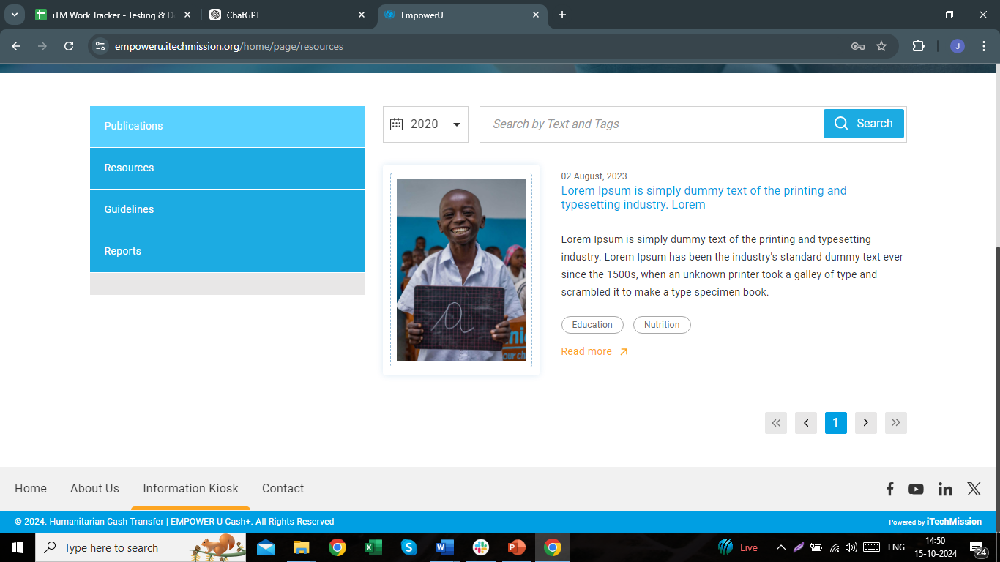 iTM Work Tracker - Testing & D
ChatGPT
EmpowerU
empoweru.itechmission.org/home/page/resources
J
Publications
Resources
Guidelines
Reports
2020
Search by Text and Tags
Search
02 August, 2023
Lorem Ipsum is simply dummy text of the printing and
typesetting industry. Lorem
a
our ch
Lorem Ipsum is simply dummy text of the printing and typesetting
industry. Lorem Ipsum has been the industry's standard dummy text ever
since the 1500s, when an unknown printer took a galley of type and
scrambled it to make a type specimen book.
Education Nutrition
Read more
1
Home About Us Information Kiosk Contact
© 2024. Humanitarian Cash Transfer | EMPOWER U Cash+. All Rights Reserved
Powered by iTechMission
Type here to search
Live
ENG
14:50
15-10-2024
24